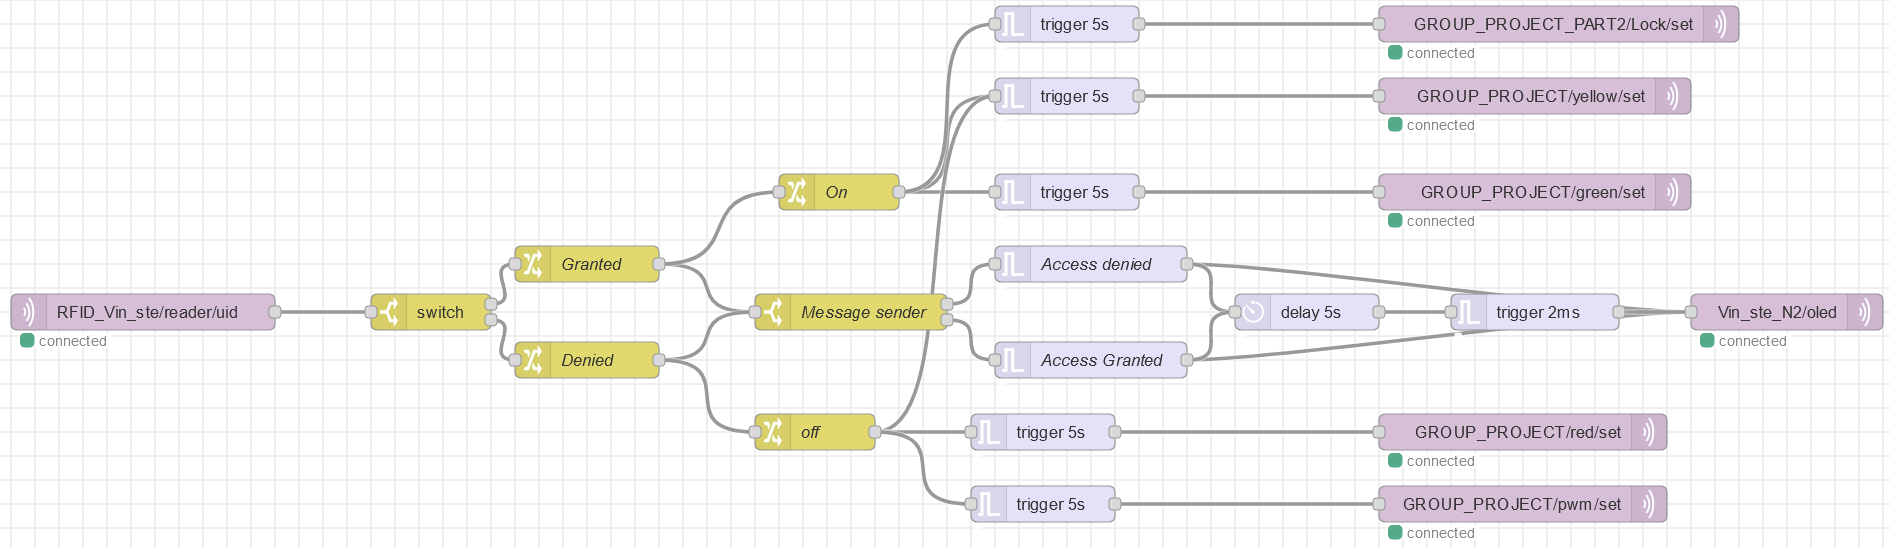 trigger 5s
GROUP_PROJECT_PART2/Lock/set
connected
trigger 5s
GROUP_PROJECT/yellow/set
connected
On
trigger 5s
GROUP_PROJECT/green/set
connected
Granted
Access denied
RFID_Vin_ste/reader/uid
connected
switch
Message sender
delay 5s
trigger 2ms
Vin_ste_N2/oled
connected
Denied
Access Granted
off
trigger 5s
GROUP_PROJECT/red/set
connected
trigger 5s
GROUP_PROJECT/pwm/set
connected